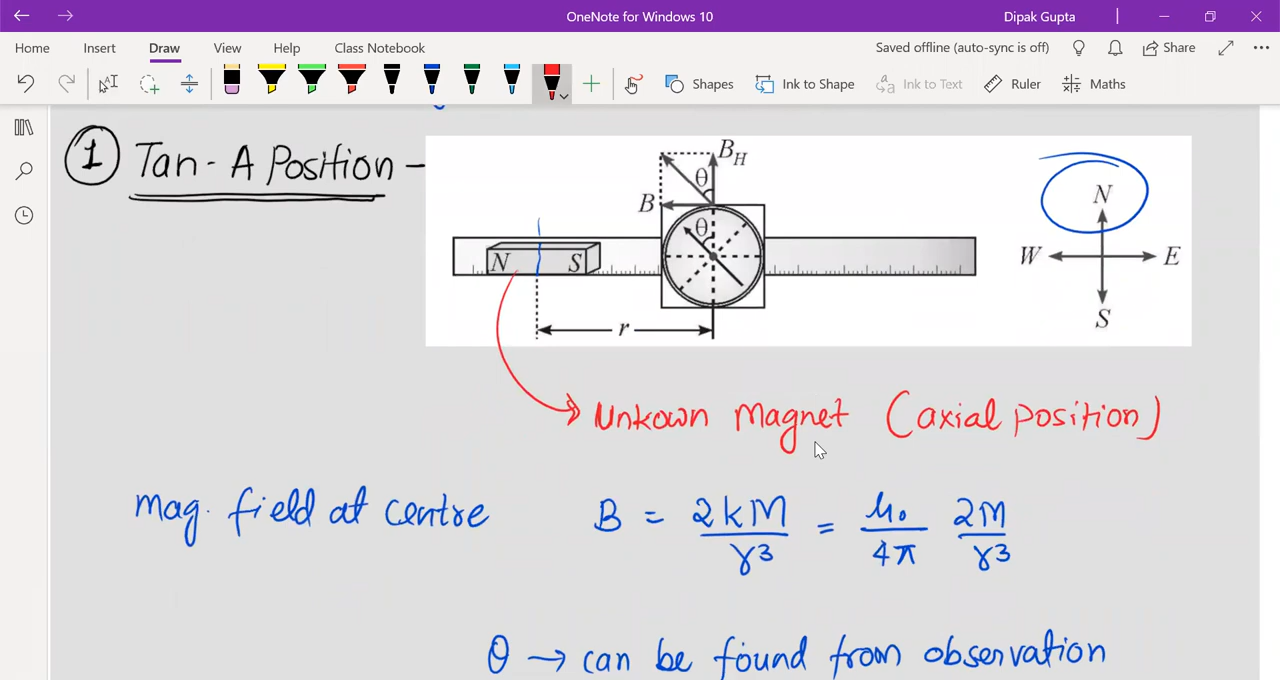 OneNote for Windows 10
Dipak Gupta
Home Insert Draw View Help Class Notebook
Saved offline (auto-sync is off)
Share
Shapes Ink to Shape Ink to Text Ruler Maths
1 Tan-A Position -
B_H
θ
B
θ
N S
r
N
W E
S
Unkown Magnet (axial position)
Mag. field at centre B = 2kM/r³ = μ₀/4π 2M/r³
θ → can be found from observation